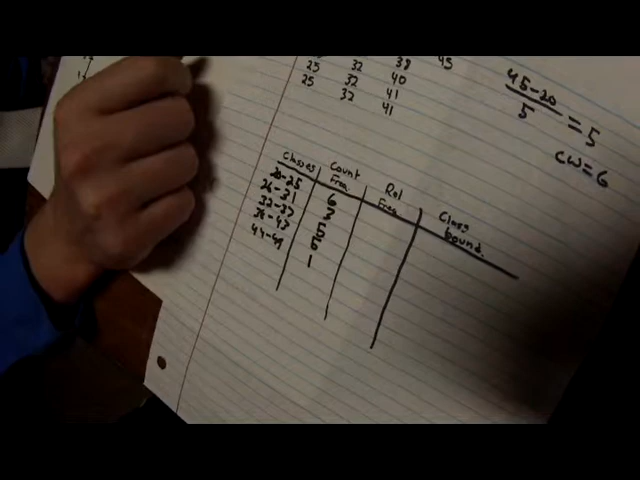 38 45
25 32 40
25 32 41
32 41
45-20
5
= 5
CW=6
Classes Count Freq. Rel Freq. Class bound.
20-25 6
26-31 3
32-37 5
38-43
44-49 1